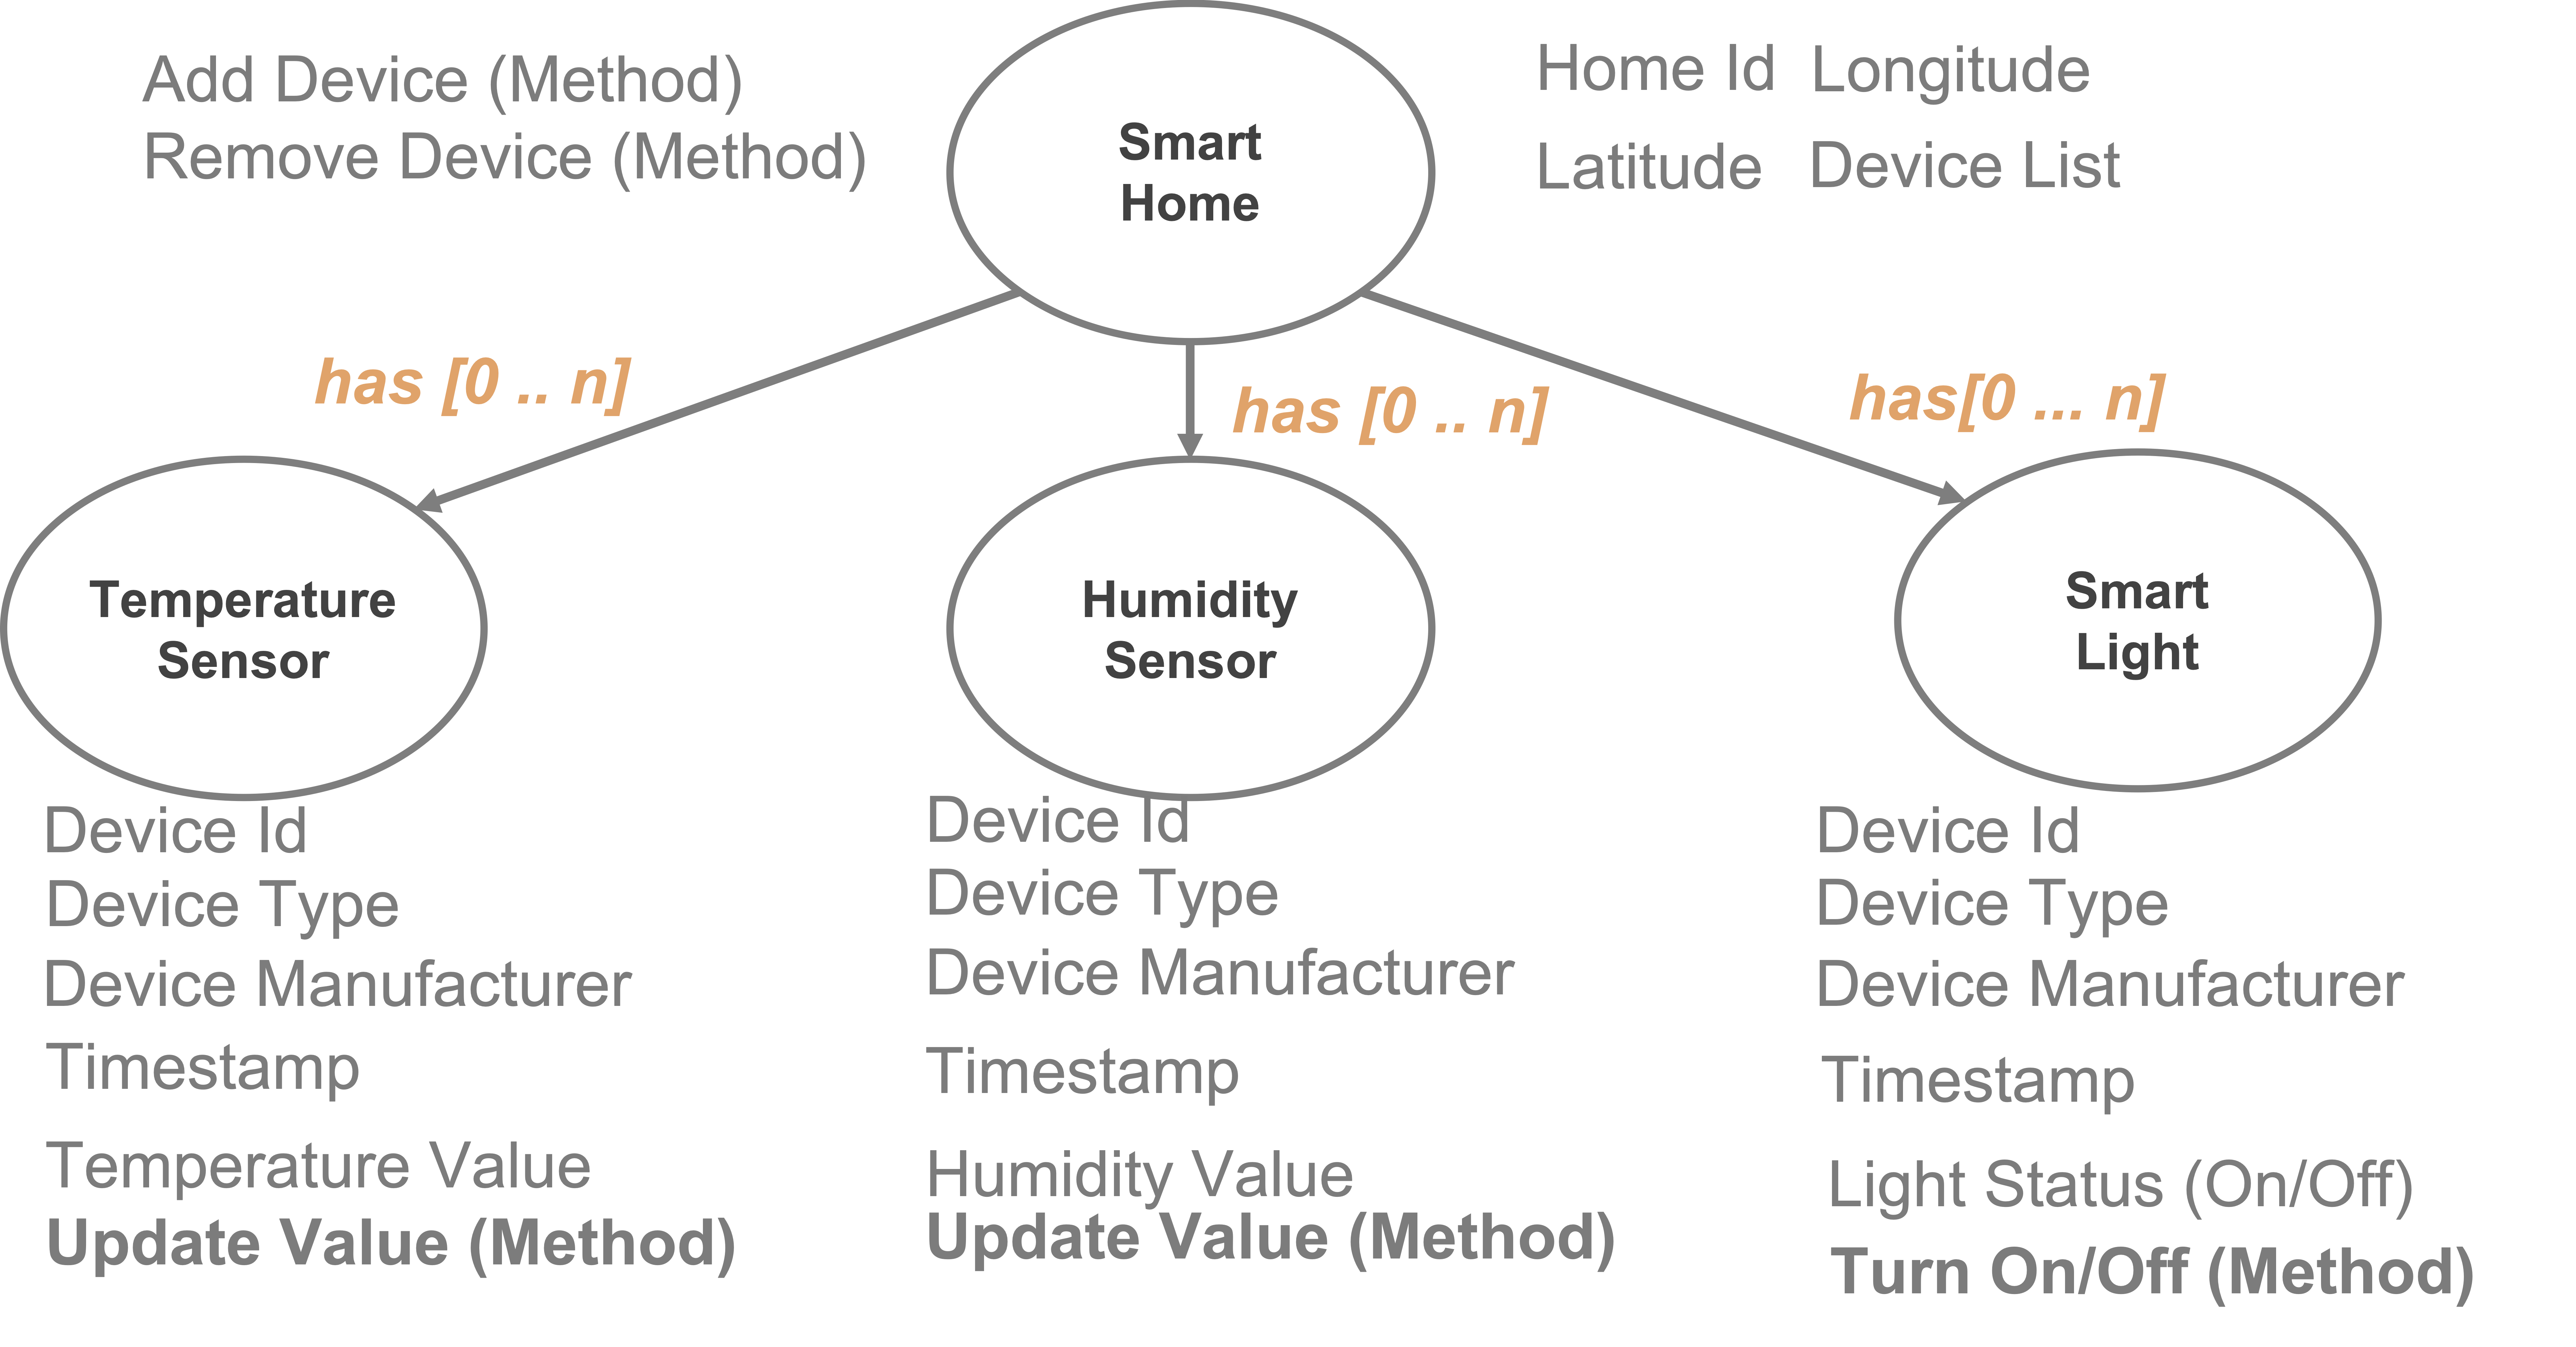 Add Device (Method)
Remove Device (Method)
Smart
Home
Home Id Longitude
Latitude Device List
has [0 .. n]
has [0 .. n]
has[0 ... n]
Temperature
Sensor
Device Id
Device Type
Device Manufacturer
Timestamp
Temperature Value
Update Value (Method)
Humidity
Sensor
Device Id
Device Type
Device Manufacturer
Timestamp
Humidity Value
Update Value (Method)
Smart
Light
Device Id
Device Type
Device Manufacturer
Timestamp
Light Status (On/Off)
Turn On/Off (Method)